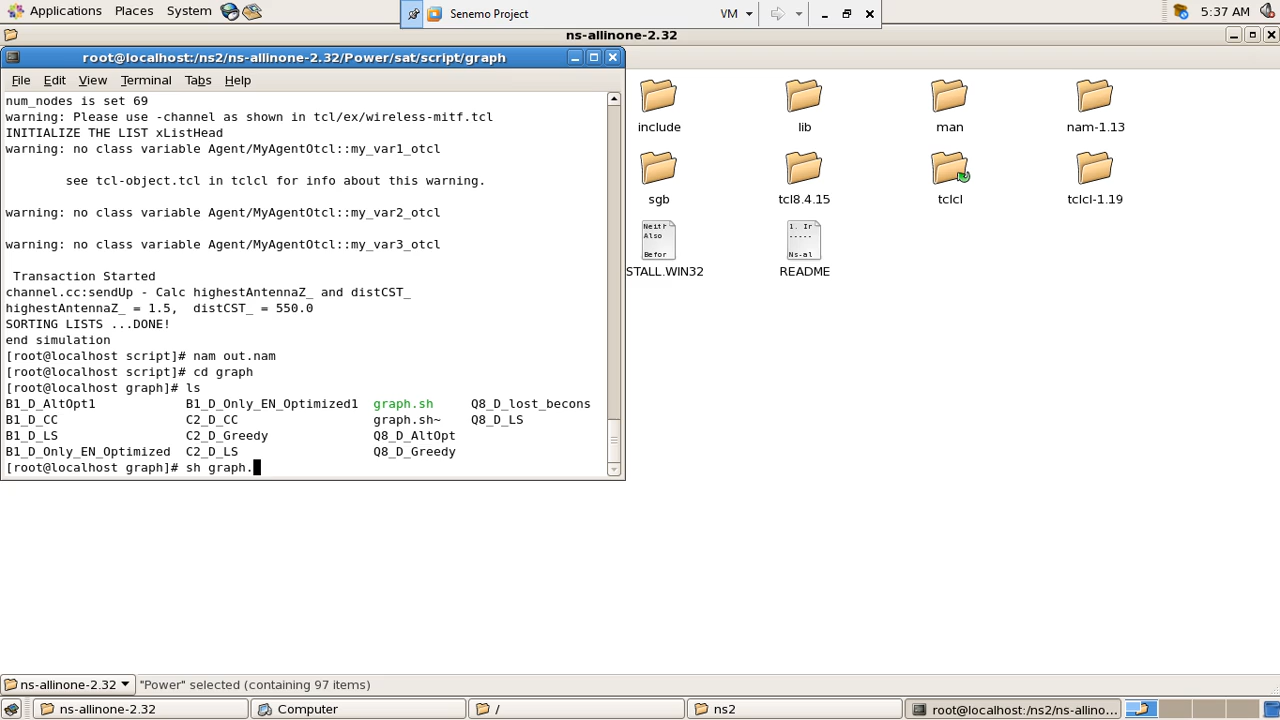 Applications Places System
Senemo Project
VM
5:37 AM
ns-allinone-2.32
root@localhost:/ns2/ns-allinone-2.32/Power/sat/script/graph
File Edit View Terminal Tabs Help
num_nodes is set 69
warning: Please use -channel as shown in tcl/ex/wireless-mitf.tcl
INITIALIZE THE LIST xListHead
warning: no class variable Agent/MyAgentOtcl::my_var1_otcl
see tcl-object.tcl in tclcl for info about this warning.
warning: no class variable Agent/MyAgentOtcl::my_var2_otcl
warning: no class variable Agent/MyAgentOtcl::my_var3_otcl
Transaction Started
channel.cc:sendUp - Calc highestAntennaZ_ and distCST_
highestAntennaZ_ = 1.5,  distCST_ = 550.0
SORTING LISTS ...DONE!
end simulation
[root@localhost script]# nam out.nam
[root@localhost script]# cd graph
[root@localhost graph]# ls
B1_D_AltOpt1 B1_D_Only_EN_Optimized1 graph.sh Q8_D_lost_becons
B1_D_CC C2_D_CC graph.sh~ Q8_D_LS
B1_D_LS C2_D_Greedy Q8_D_AltOpt
B1_D_Only_EN_Optimized C2_D_LS Q8_D_Greedy
[root@localhost graph]# sh graph.
include lib man nam-1.13
sgb tcl8.4.15 tclcl tclcl-1.19
Neith
Also
Befor
1. Ir
-----
Ns-al
STALL.WIN32 README
ns-allinone-2.32 "Power" selected (containing 97 items)
ns-allinone-2.32 Computer / ns2 root@localhost:/ns2/ns-allino...